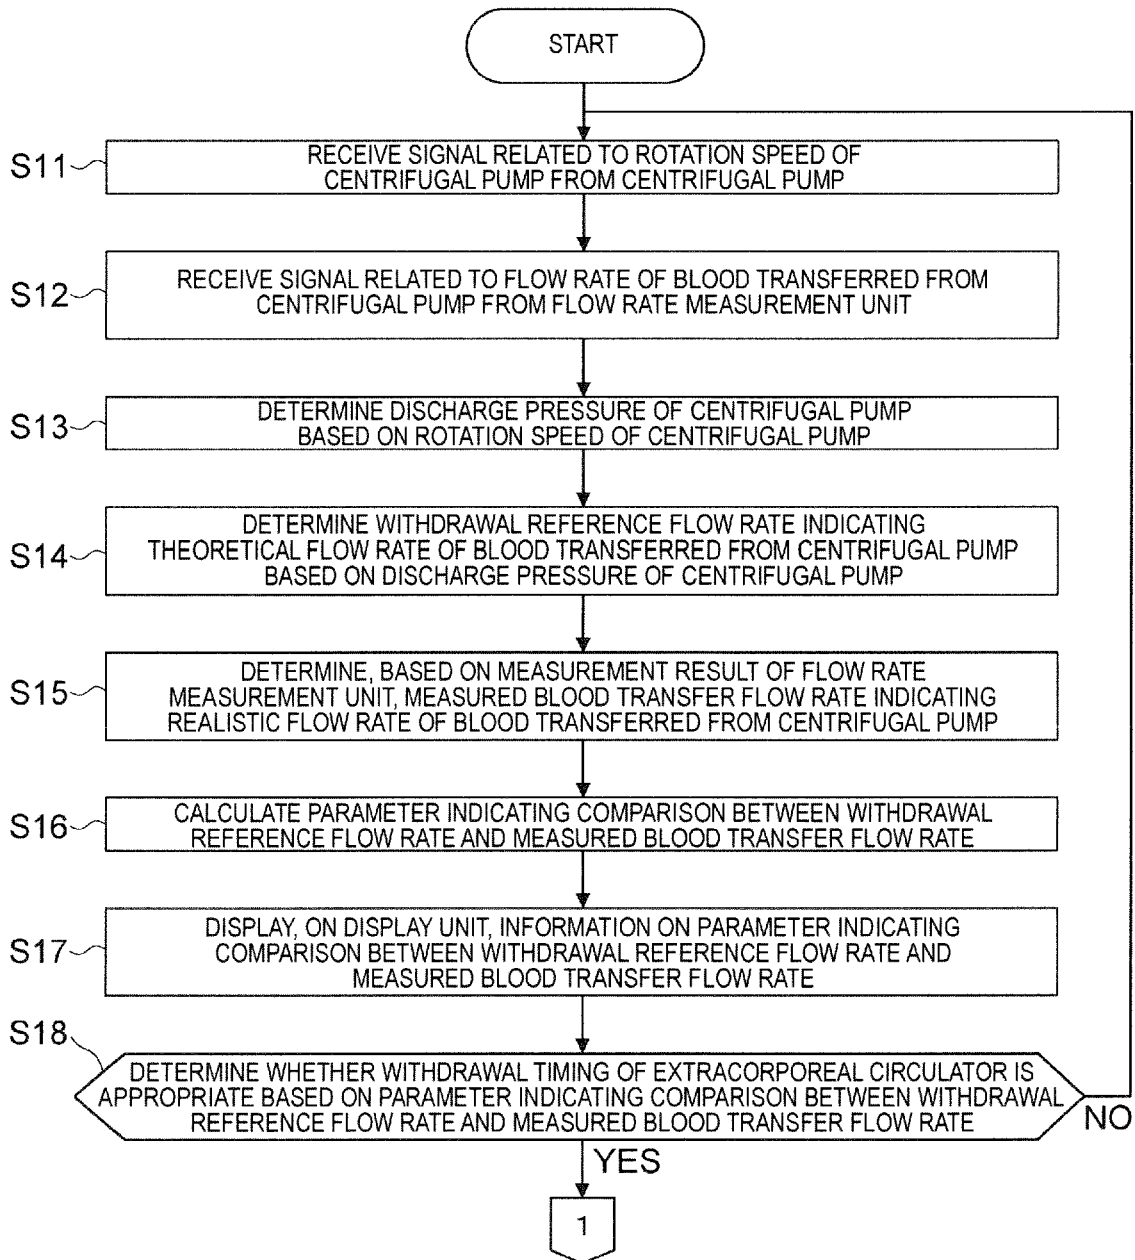 START
S11
RECEIVE SIGNAL RELATED TO ROTATION SPEED OF
CENTRIFUGAL PUMP FROM CENTRIFUGAL PUMP
S12
RECEIVE SIGNAL RELATED TO FLOW RATE OF BLOOD TRANSFERRED FROM
CENTRIFUGAL PUMP FROM FLOW RATE MEASUREMENT UNIT
S13
DETERMINE DISCHARGE PRESSURE OF CENTRIFUGAL PUMP
BASED ON ROTATION SPEED OF CENTRIFUGAL PUMP
S14
DETERMINE WITHDRAWAL REFERENCE FLOW RATE INDICATING
THEORETICAL FLOW RATE OF BLOOD TRANSFERRED FROM CENTRIFUGAL PUMP
BASED ON DISCHARGE PRESSURE OF CENTRIFUGAL PUMP
S15
DETERMINE, BASED ON MEASUREMENT RESULT OF FLOW RATE
MEASUREMENT UNIT, MEASURED BLOOD TRANSFER FLOW RATE INDICATING
REALISTIC FLOW RATE OF BLOOD TRANSFERRED FROM CENTRIFUGAL PUMP
S16
CALCULATE PARAMETER INDICATING COMPARISON BETWEEN WITHDRAWAL
REFERENCE FLOW RATE AND MEASURED BLOOD TRANSFER FLOW RATE
S17
DISPLAY, ON DISPLAY UNIT, INFORMATION ON PARAMETER INDICATING
COMPARISON BETWEEN WITHDRAWAL REFERENCE FLOW RATE AND
MEASURED BLOOD TRANSFER FLOW RATE
S18
DETERMINE WHETHER WITHDRAWAL TIMING OF EXTRACORPOREAL CIRCULATOR IS
APPROPRIATE BASED ON PARAMETER INDICATING COMPARISON BETWEEN WITHDRAWAL
REFERENCE FLOW RATE AND MEASURED BLOOD TRANSFER FLOW RATE
NO
YES
1